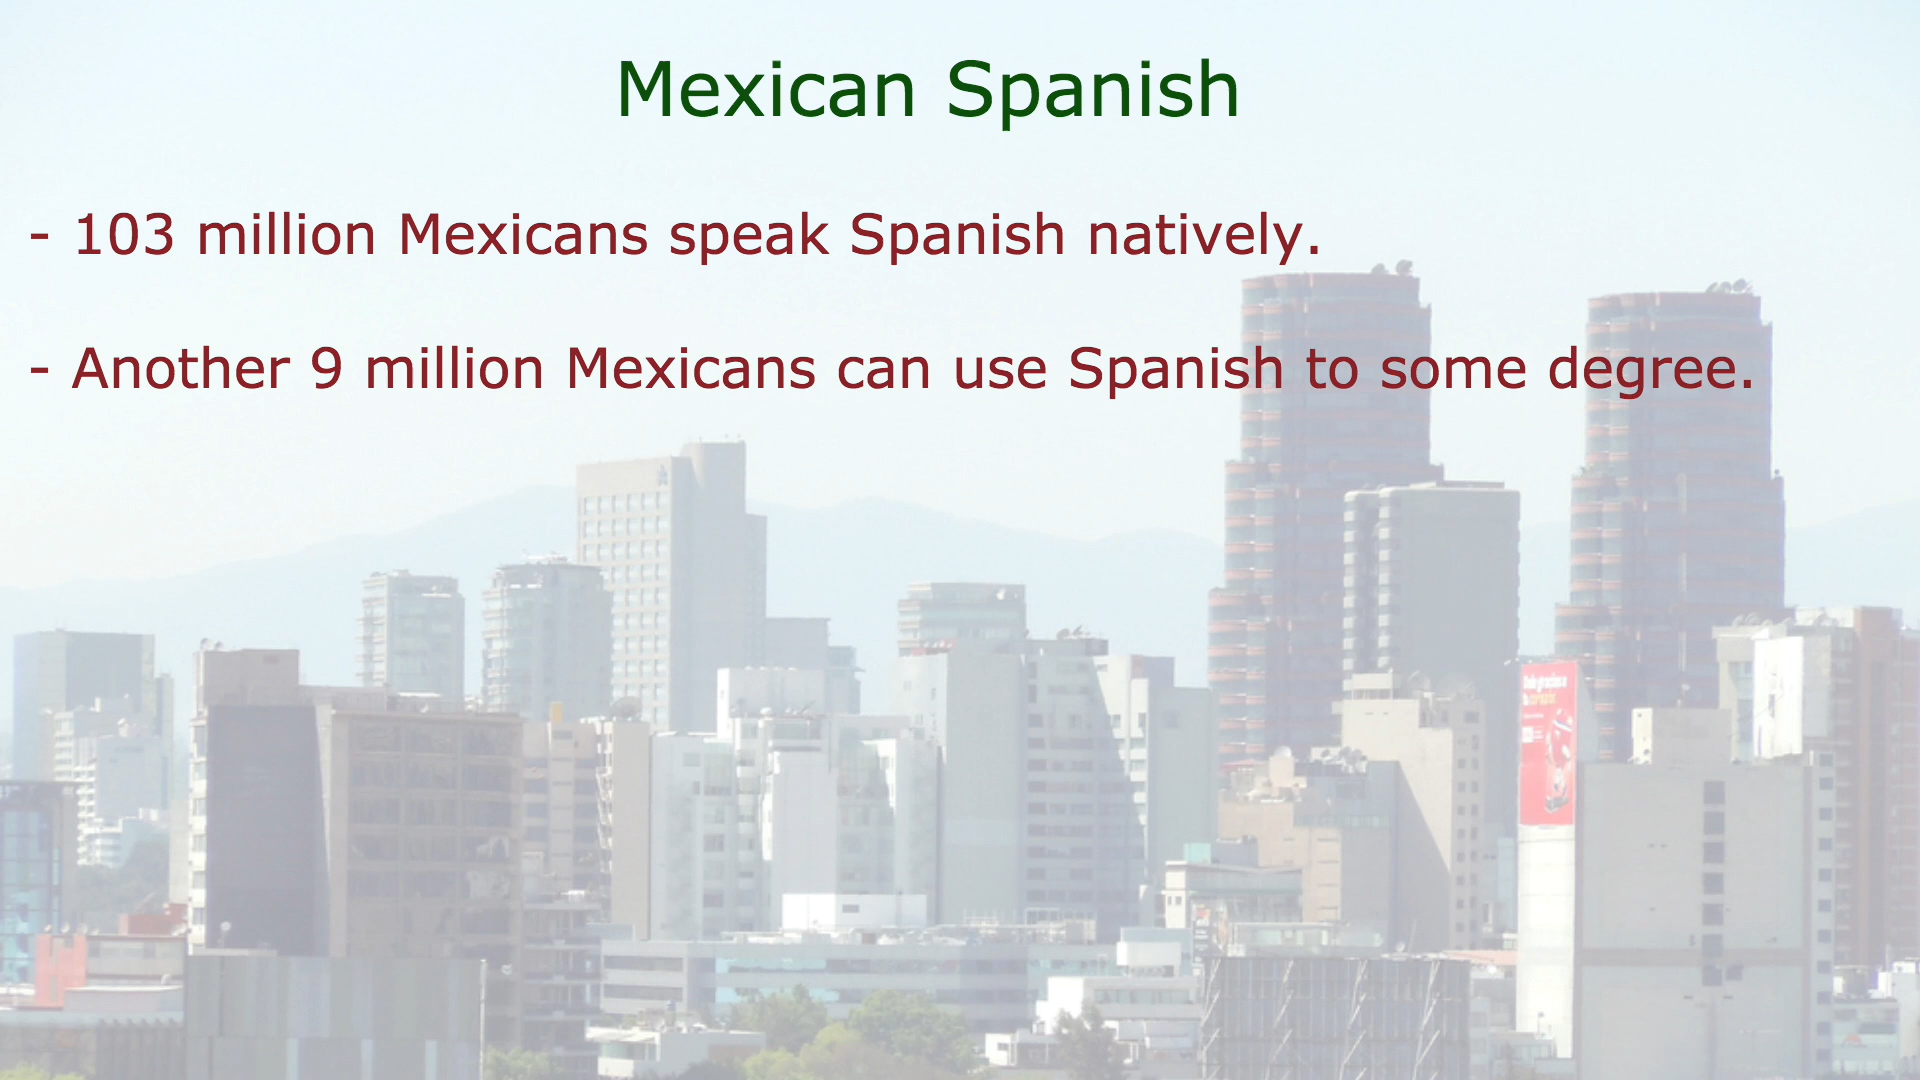 Mexican Spanish
- 103 million Mexicans speak Spanish natively.
- Another 9 million Mexicans can use Spanish to some degree.